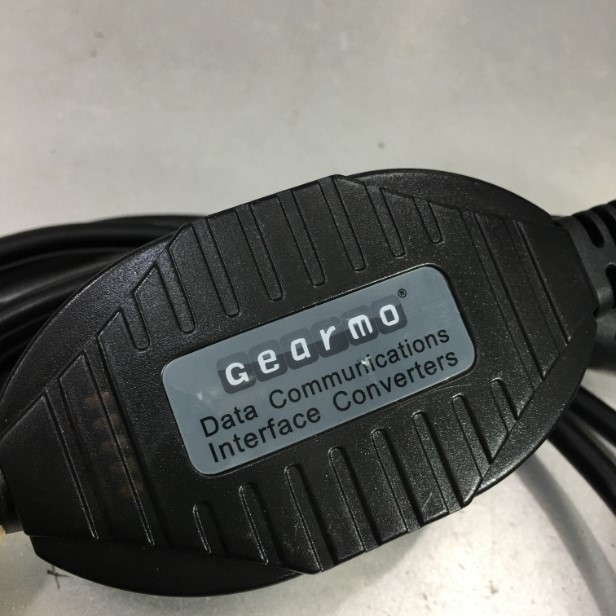 Gearmo®
Data Communications
Interface Converters